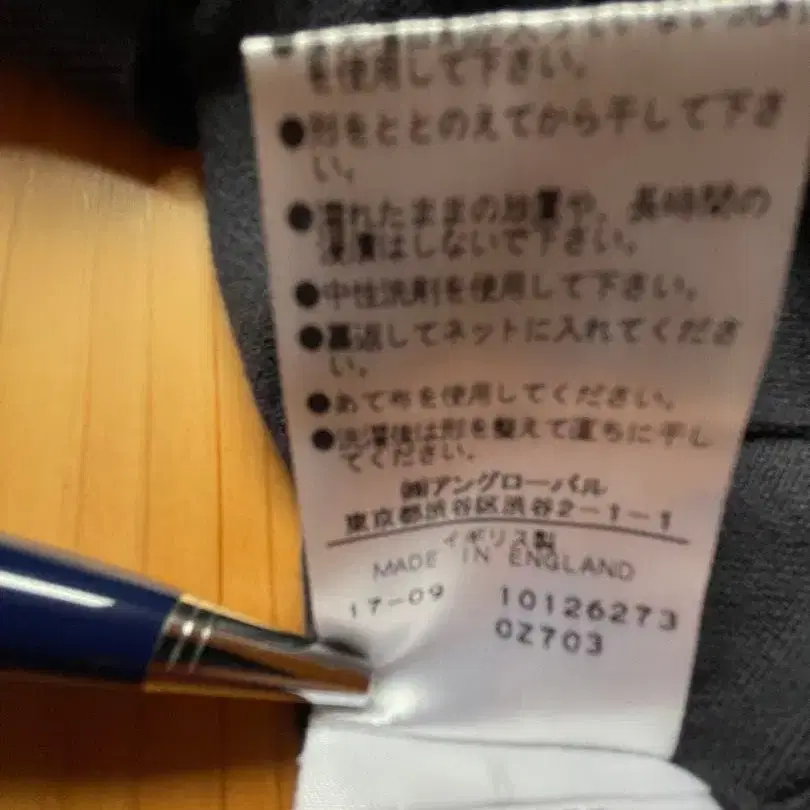 を使用して下さい。
●形をととのえてから干して下さ
い。
●濡れたままの放置や、長時間の
浸漬はしないで下さい。
●中性洗剤を使用して下さい。
●裏返してネットに入れてくださ
い。
●あて布を使用してください。
●洗濯後は形を整えて直ちに干し
てください。
㈱アングローバル
東京都渋谷区渋谷2-1-1
イギリス製
MADE IN ENGLAND
17-09 10126273
0Z703